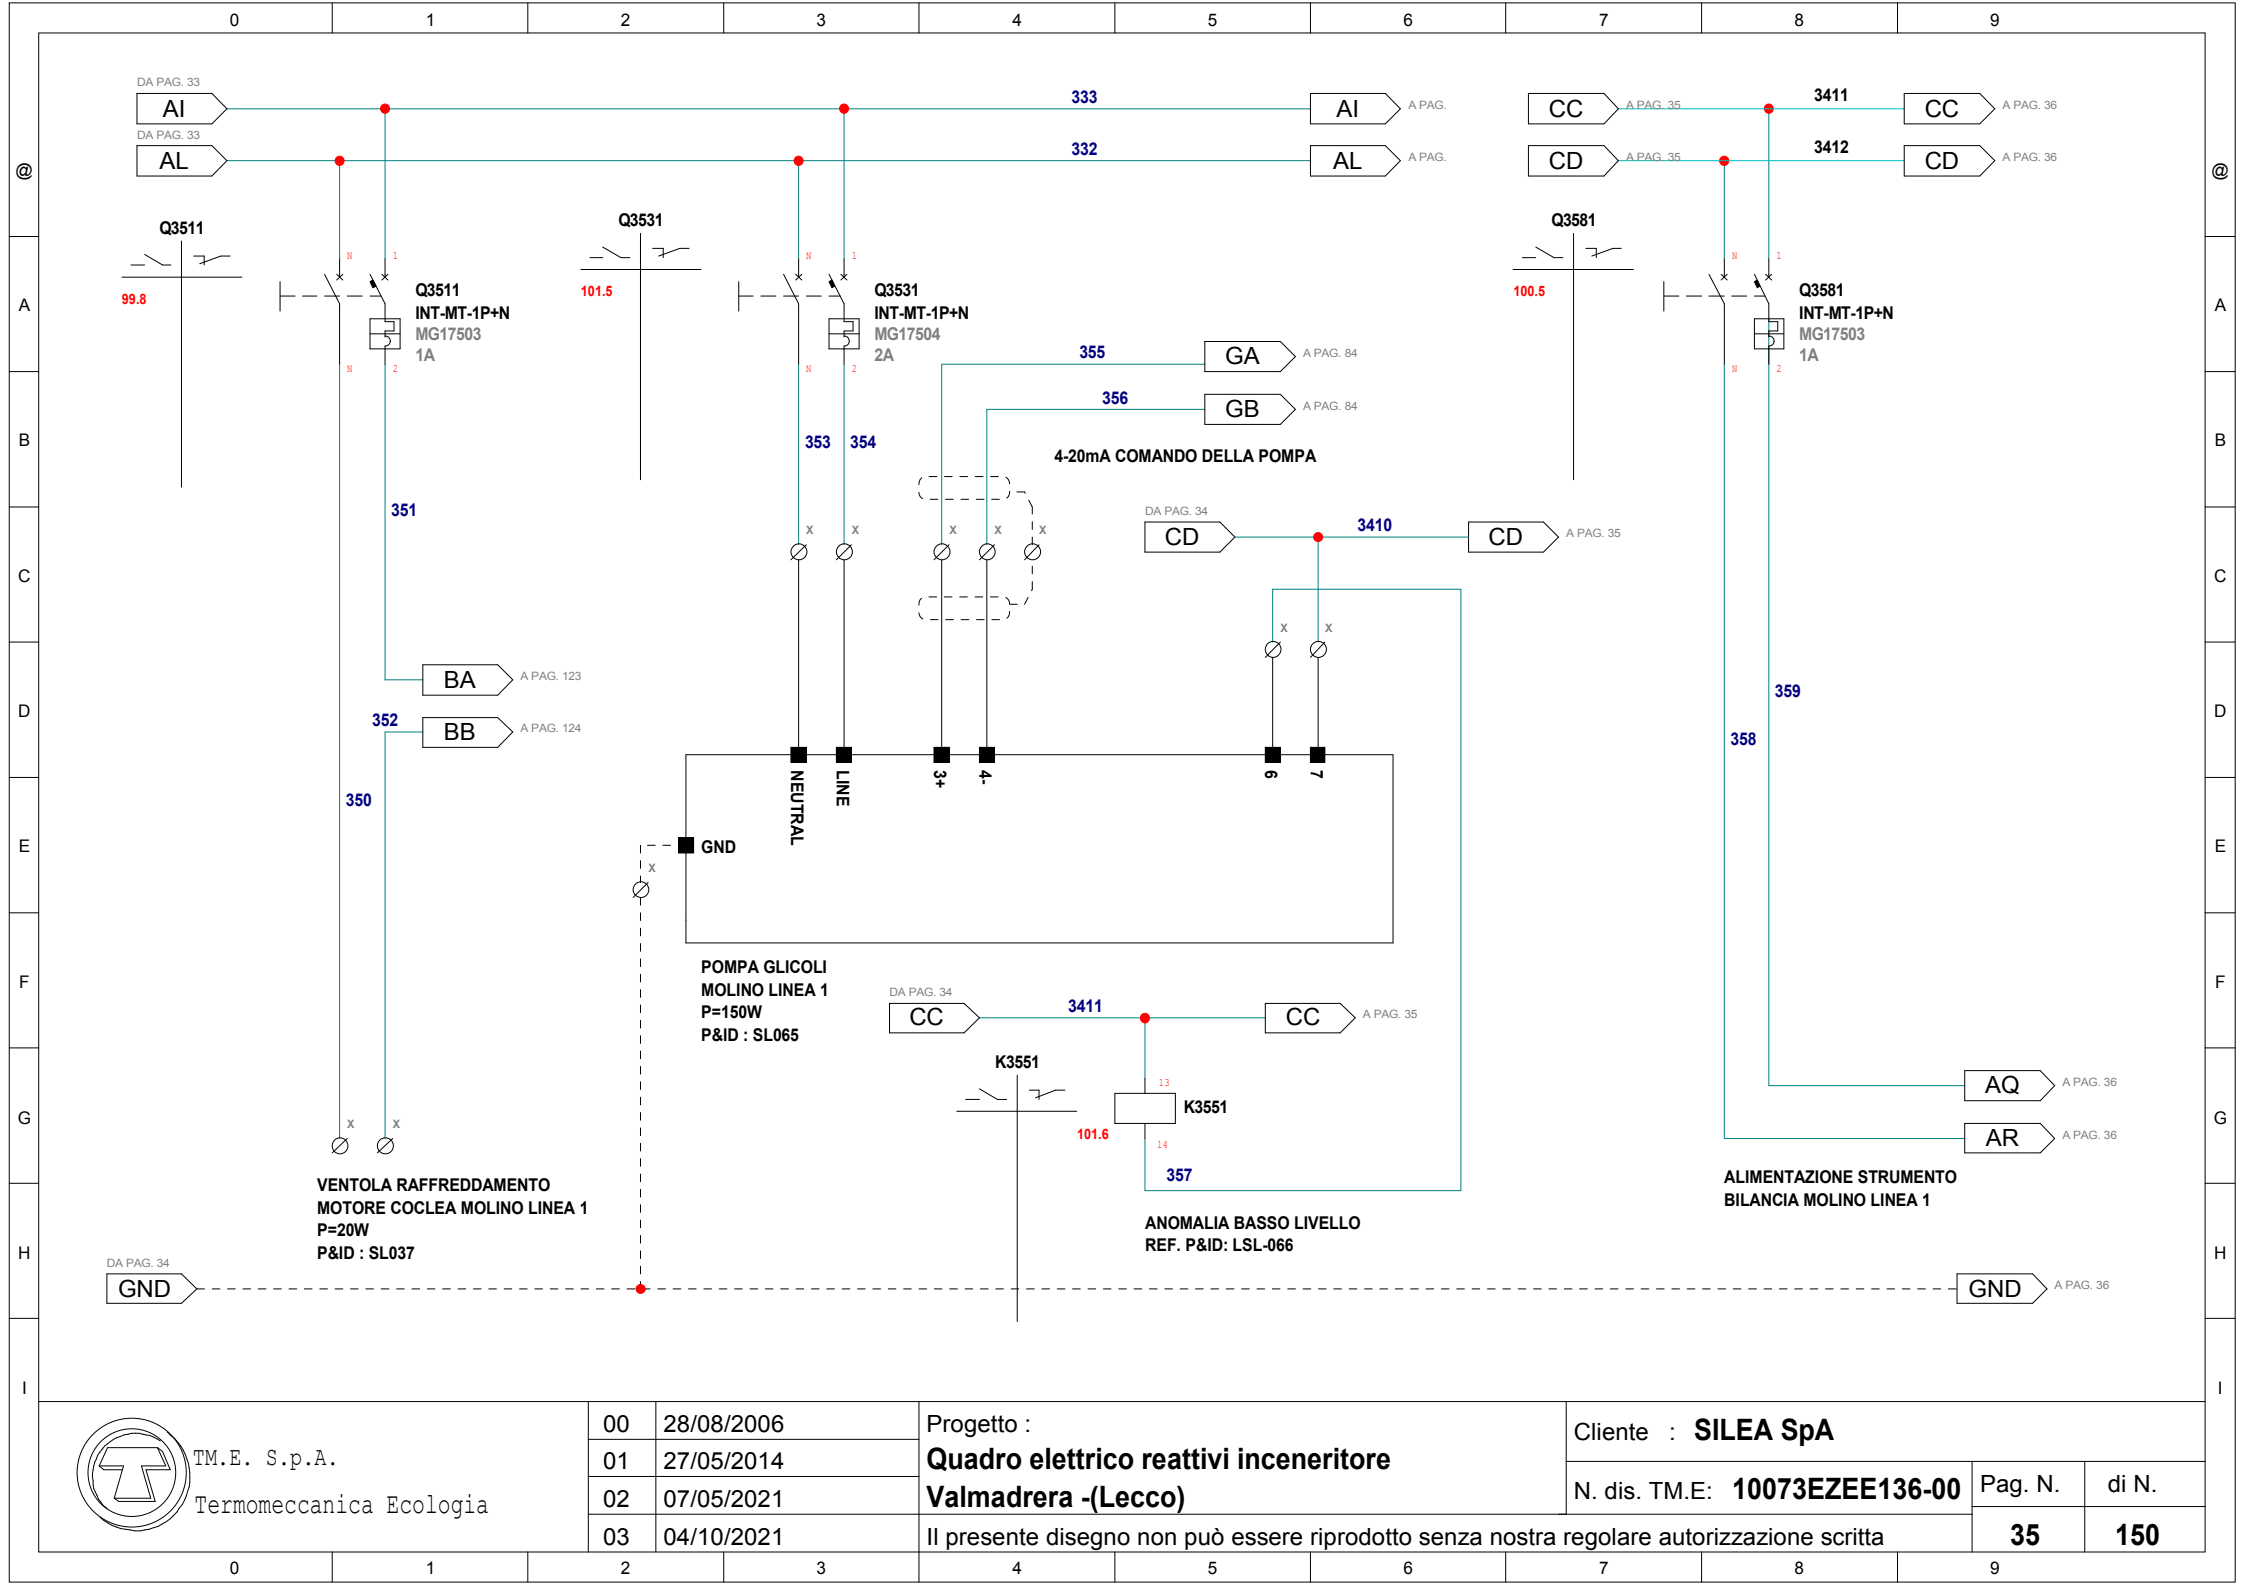 0 1 2 3 4 5 6 7 8 9
DA PAG. 33
AI 333 AI A PAG.
DA PAG. 33
AL 332 AL A PAG.
CC A PAG. 35 3411 CC A PAG. 36
CD A PAG. 35 3412 CD A PAG. 36
@ @
Q3511
99.8
N 1
Q3511
INT-MT-1P+N
MG17503
1A
N 2
Q3531
101.5
N 1
Q3531
INT-MT-1P+N
MG17504
2A
N 2
Q3581
100.5
N 1
Q3581
INT-MT-1P+N
MG17503
1A
N 2
A A
355 GA A PAG. 84
356 GB A PAG. 84
B B
353 354
4-20mA COMANDO DELLA POMPA
351
x x x x x
DA PAG. 34
CD 3410 CD A PAG. 35
C C
x x
BA A PAG. 123
352 BB A PAG. 124
D D
359
358
350
NEUTRAL LINE 3+ 4- 6 7
E E
GND
x
POMPA GLICOLI
MOLINO LINEA 1
P=150W
P&ID : SL065
F F
DA PAG. 34
CC 3411 CC A PAG. 35
K3551
101.6
13
K3551
14
357
AQ A PAG. 36
AR A PAG. 36
G G
x x
VENTOLA RAFFREDDAMENTO
MOTORE COCLEA MOLINO LINEA 1
P=20W
P&ID : SL037
ANOMALIA BASSO LIVELLO
REF. P&ID: LSL-066
ALIMENTAZIONE STRUMENTO
BILANCIA MOLINO LINEA 1
H H
DA PAG. 34
GND GND A PAG. 36
I I
TM.E. S.p.A.
Termomeccanica Ecologia
00 28/08/2006
01 27/05/2014
02 07/05/2021
03 04/10/2021
Progetto :
Quadro elettrico reattivi inceneritore
Valmadrera -(Lecco)
Il presente disegno non può essere riprodotto senza nostra regolare autorizzazione scritta
Cliente : SILEA SpA
N. dis. TM.E: 10073EZEE136-00
Pag. N. di N.
35 150
0 1 2 3 4 5 6 7 8 9